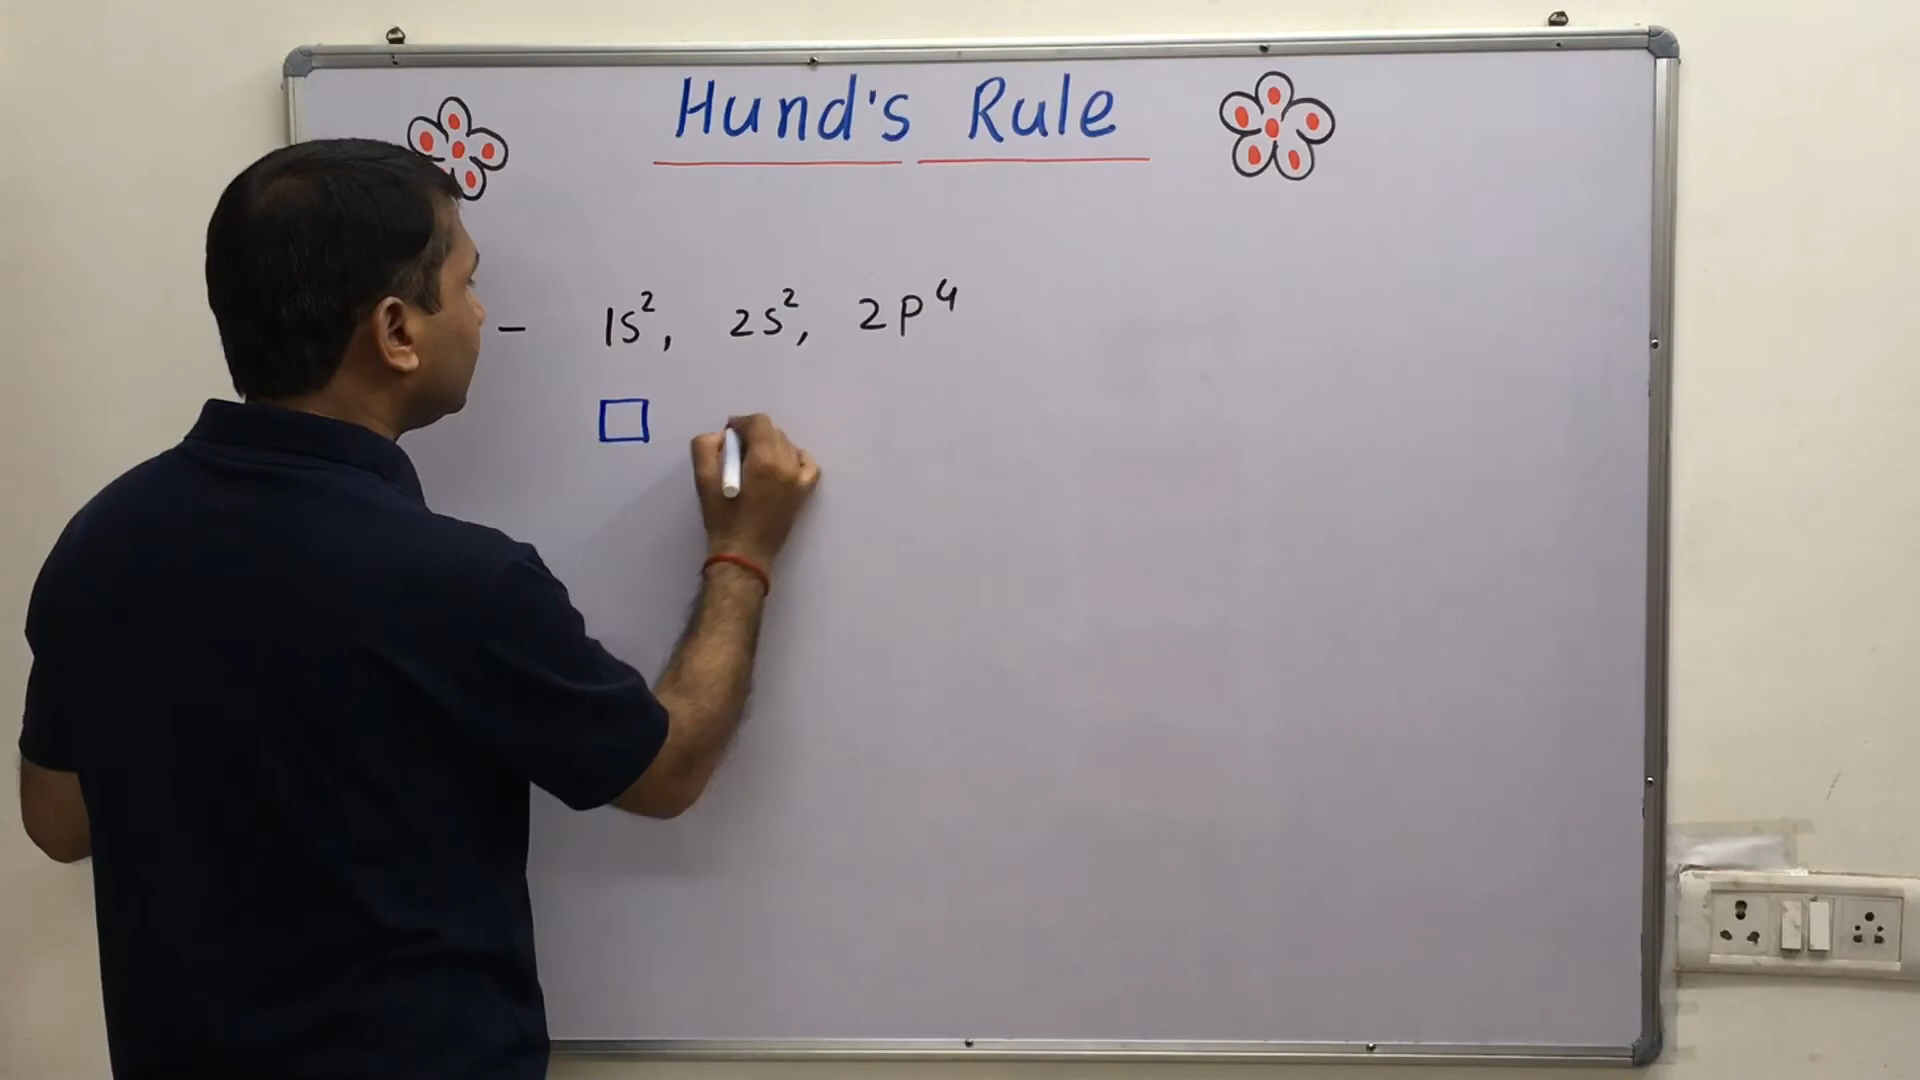 Hund's Rule
- 1s², 2s², 2p⁴